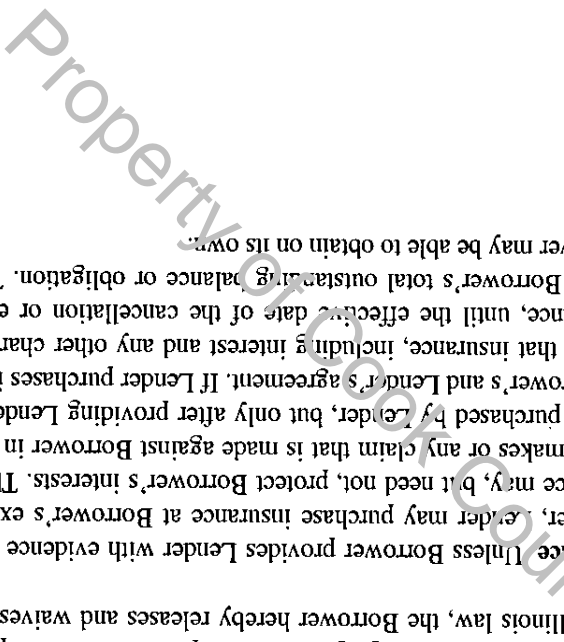 llinois law, the Borrower hereby releases and waives
ce Unless Borrower provides Lender with evidence
er, Lender may purchase insurance at Borrower's ex
ce may, but need not, protect Borrower's interests. T
makes or any claim that is made against Borrower in
purchased by Lender, but only after providing Lende
rower's and Lender's agreement. If Lender purchases i
that insurance, including interest and any other char
nce, until the effective date of the cancellation or e
Borrower's total outstanding balance or obligation.
ver may be able to obtain on its own.
Property of Cook Coun